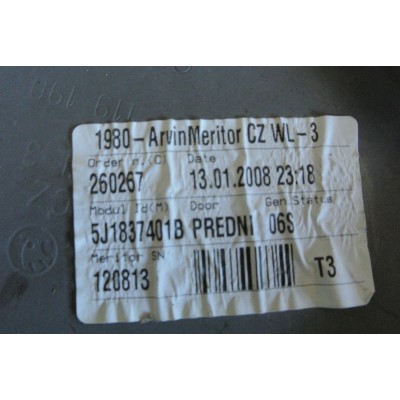 1980-ArvinMeritor CZ WL-3
Order n.(C) Date
260267 13.01.2008 23:18
Modul Id(M) Door Gen.Status
5J1837401B PREDNI 06S
Meritor SN
120813 T3